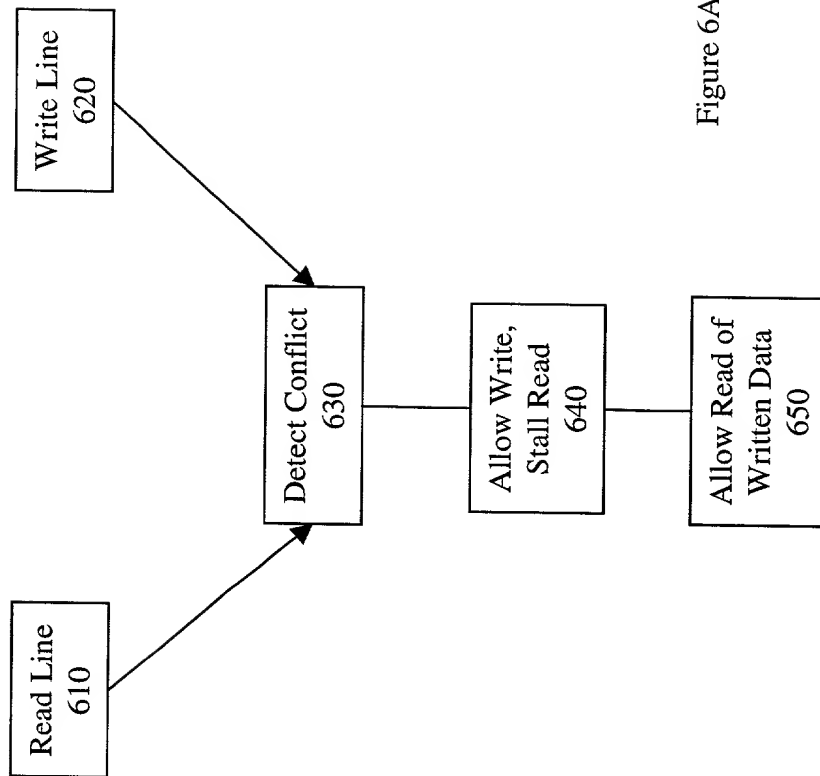 Read Line
610
Write Line
620
Detect Conflict
630
Allow Write,
Stall Read
640
Allow Read of
Written Data
650
Figure 6A